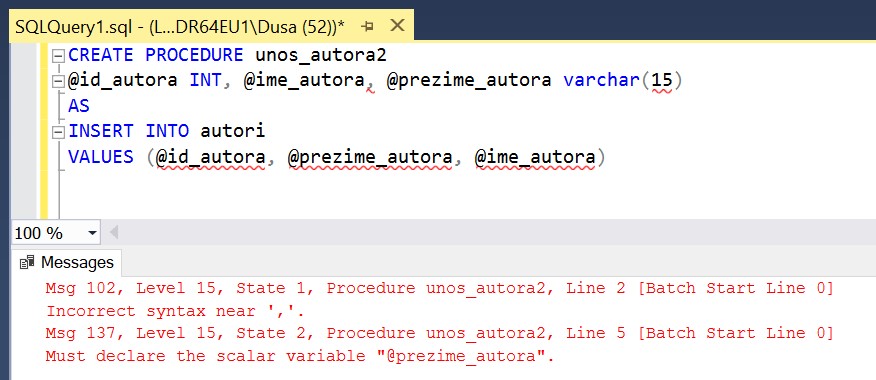 SQLQuery1.sql - (L...DR64EU1\Dusa (52))*
CREATE PROCEDURE unos_autora2
@id_autora INT, @ime_autora, @prezime_autora varchar(15)
AS
INSERT INTO autori
VALUES (@id_autora, @prezime_autora, @ime_autora)
100 %
Messages
Msg 102, Level 15, State 1, Procedure unos_autora2, Line 2 [Batch Start Line 0]
Incorrect syntax near ','.
Msg 137, Level 15, State 2, Procedure unos_autora2, Line 5 [Batch Start Line 0]
Must declare the scalar variable "@prezime_autora".